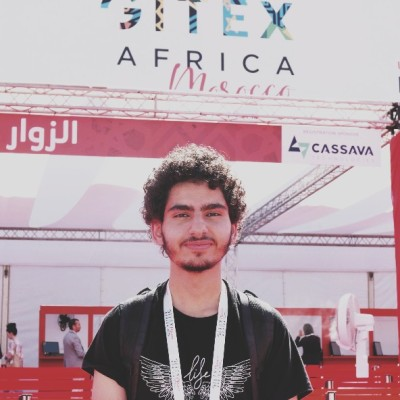 GITEX
AFRICA
Morocco
الزوار
CASSAVA
life